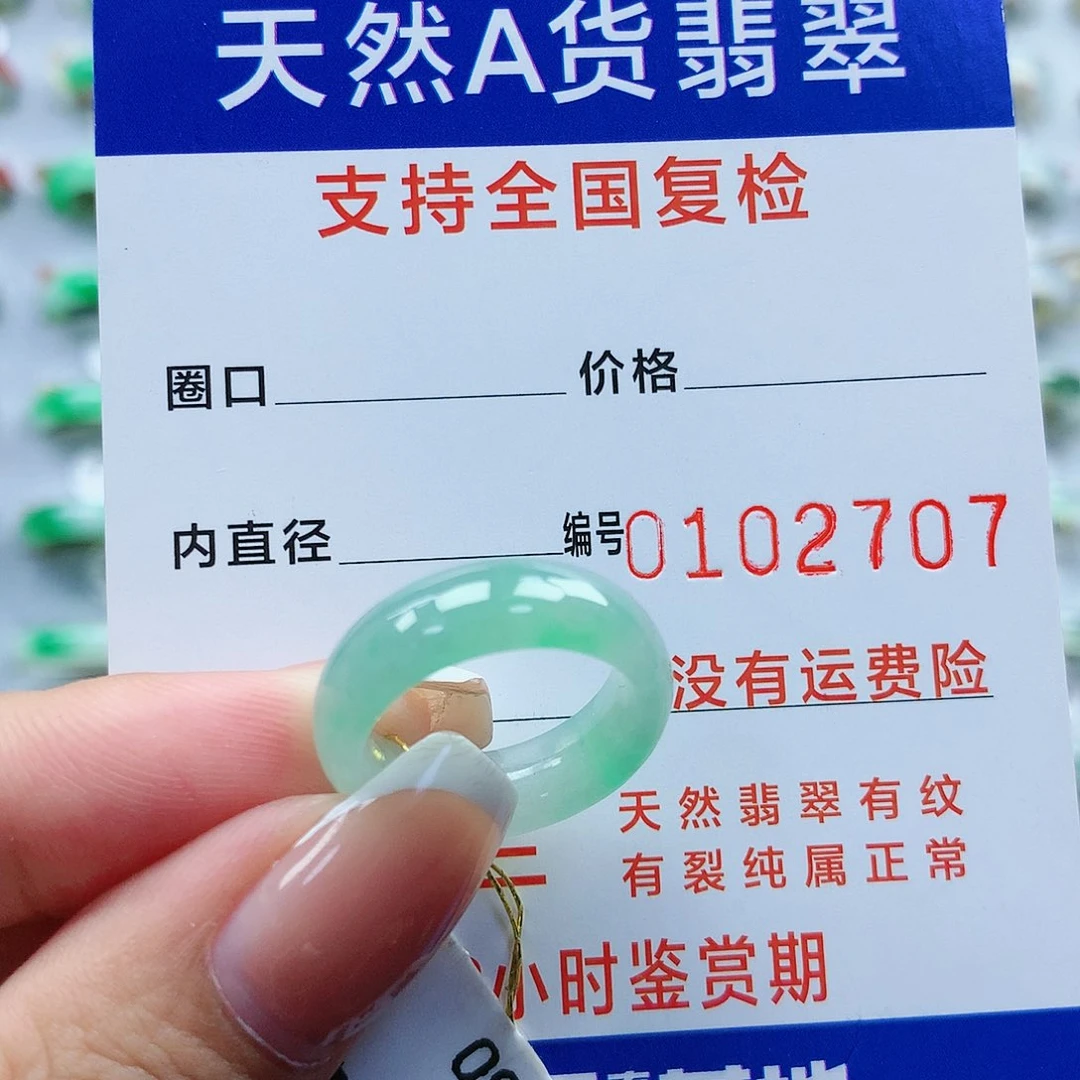 天然A货翡翠
支持全国复检
圈口 价格
内直径 编号0102707
没有运费险
天然翡翠有纹
有裂纯属正常
小时鉴赏期